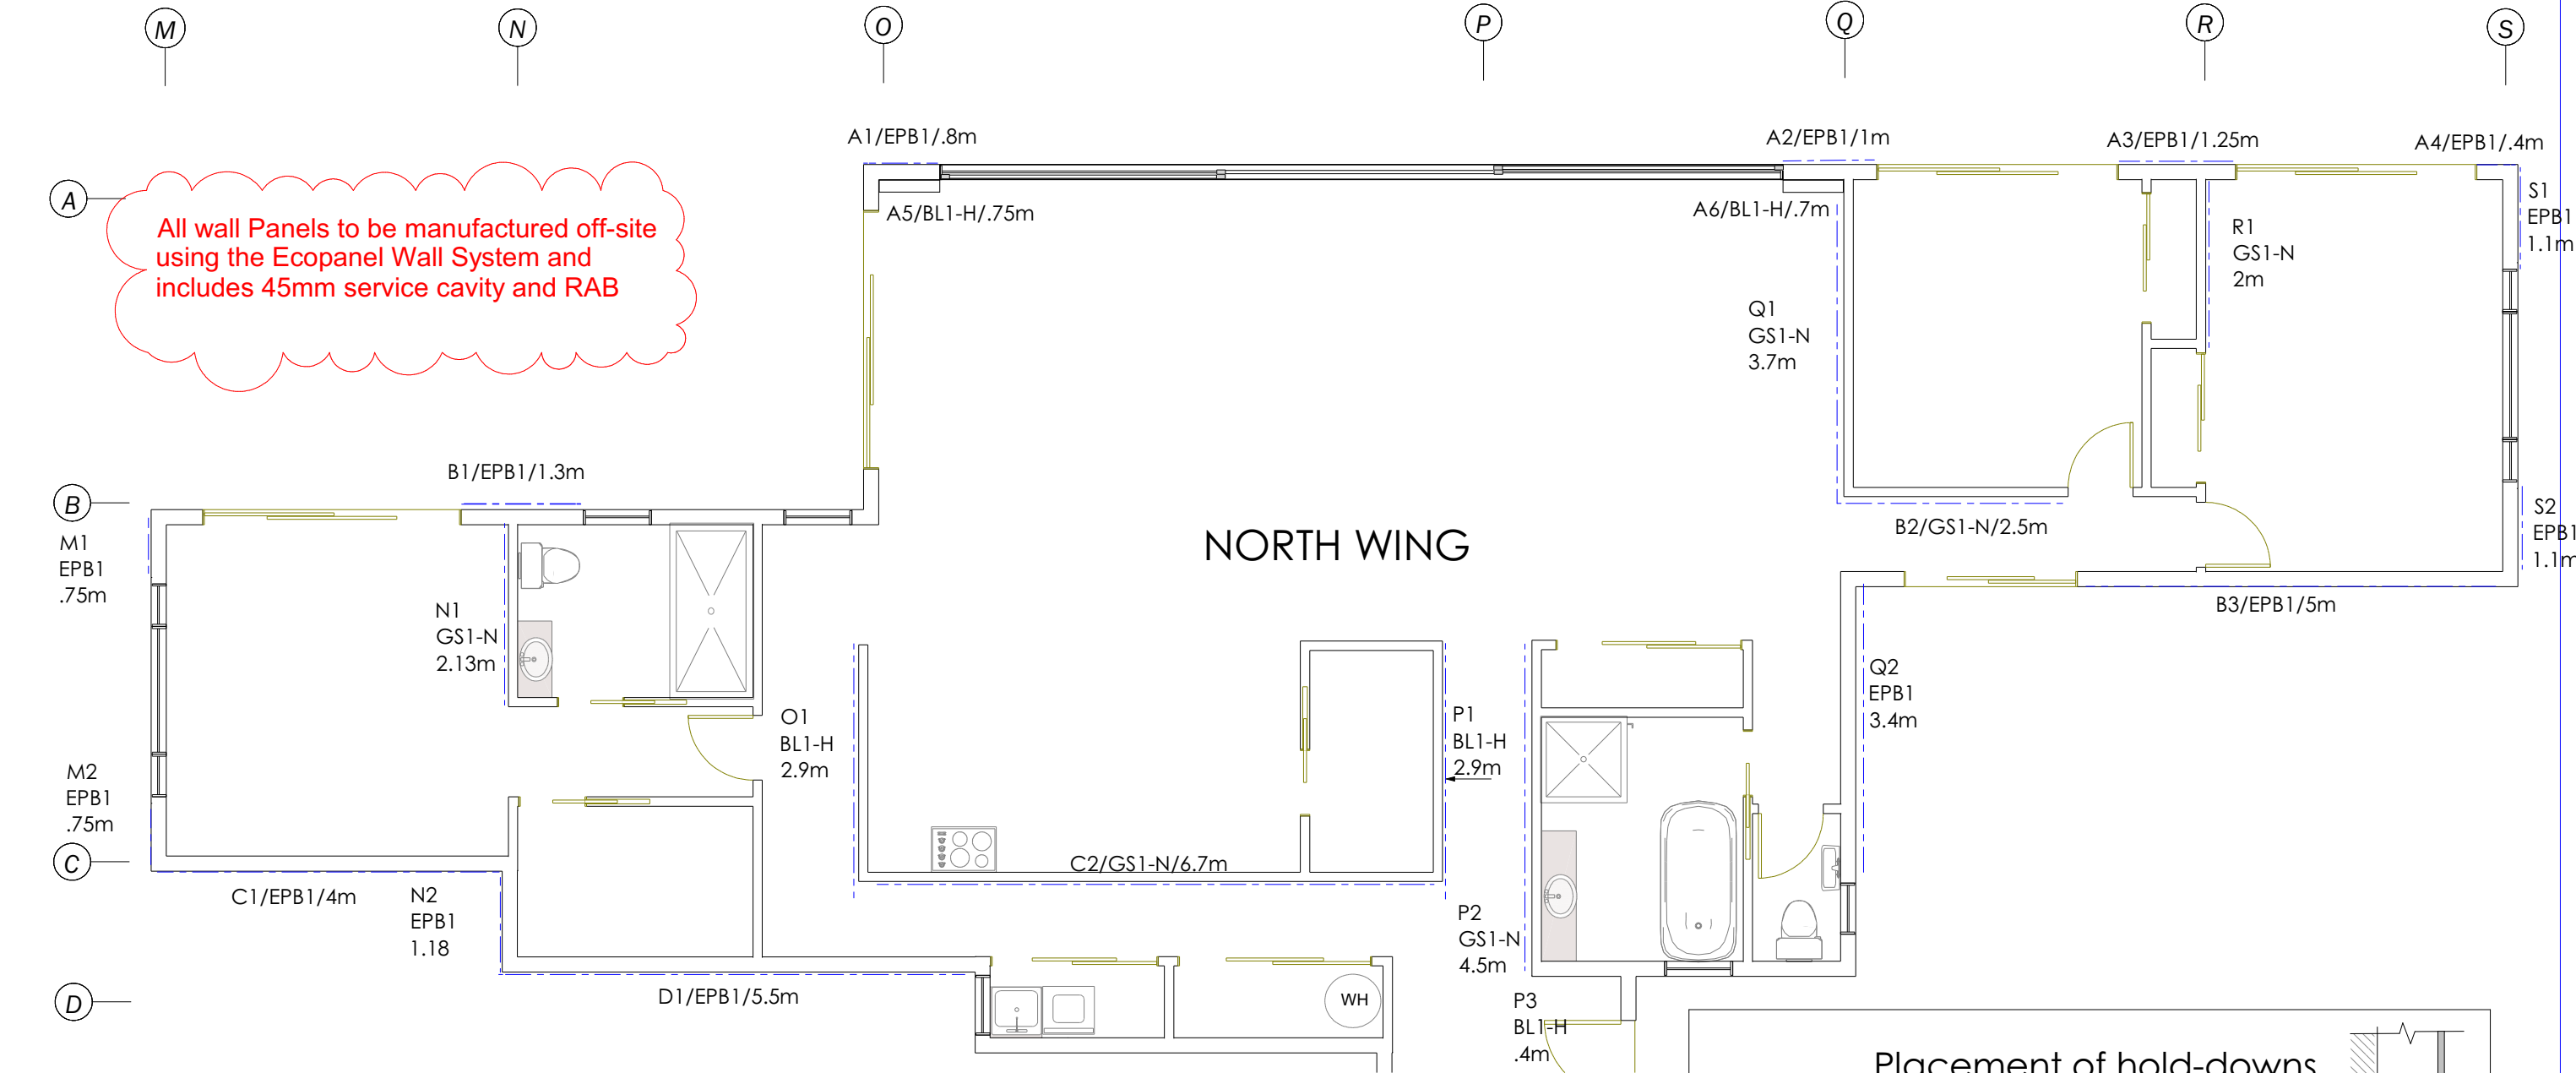 M
N
O
P
Q
R
S
A1/EPB1/.8m
A2/EPB1/1m
A3/EPB1/1.25m
A4/EPB1/.4m
A
All wall Panels to be manufactured off-site
using the Ecopanel Wall System and
includes 45mm service cavity and RAB
A5/BL1-H/.75m
A6/BL1-H/.7m
S1
EPB1
1.1m
R1
GS1-N
2m
Q1
GS1-N
3.7m
B1/EPB1/1.3m
B
M1
EPB1
.75m
NORTH WING
B2/GS1-N/2.5m
S2
EPB1
1.1m
B3/EPB1/5m
N1
GS1-N
2.13m
O1
BL1-H
2.9m
P1
BL1-H
2.9m
Q2
EPB1
3.4m
M2
EPB1
.75m
C
C1/EPB1/4m
N2
EPB1
1.18
C2/GS1-N/6.7m
P2
GS1-N
4.5m
D
D1/EPB1/5.5m
WH
P3
BL1-H
.4m
Placement of hold-downs